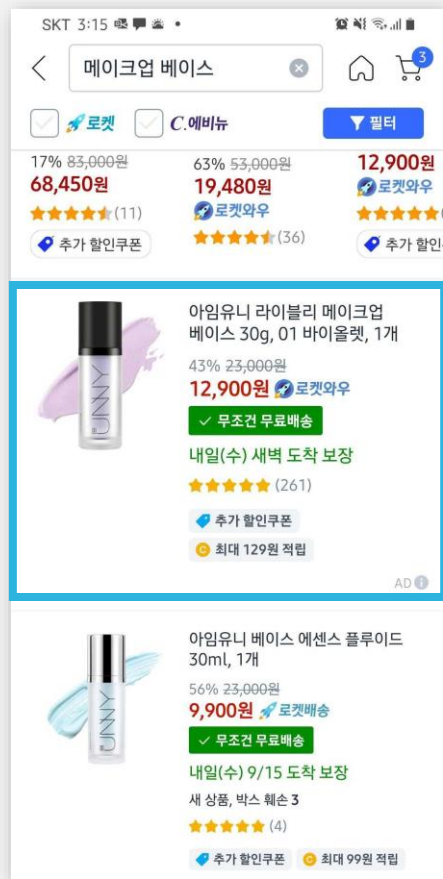 SKT 3:15
메이크업 베이스
3
로켓
C.에비뉴
필터
17% 83,000원
68,450원
(11)
추가 할인쿠폰
63% 53,000원
19,480원
로켓와우
(36)
12,900원
로켓와우
추가 할인
UNNY
아임유니 라이블리 메이크업
베이스 30g, 01 바이올렛, 1개
43% 23,000원
12,900원 로켓와우
무조건 무료배송
내일(수) 새벽 도착 보장
(261)
추가 할인쿠폰
최대 129원 적립
AD
UNNY
아임유니 베이스 에센스 플루이드
30ml, 1개
56% 23,000원
9,900원 로켓배송
무조건 무료배송
내일(수) 9/15 도착 보장
새 상품, 박스 훼손 3
(4)
추가 할인쿠폰 최대 99원 적립